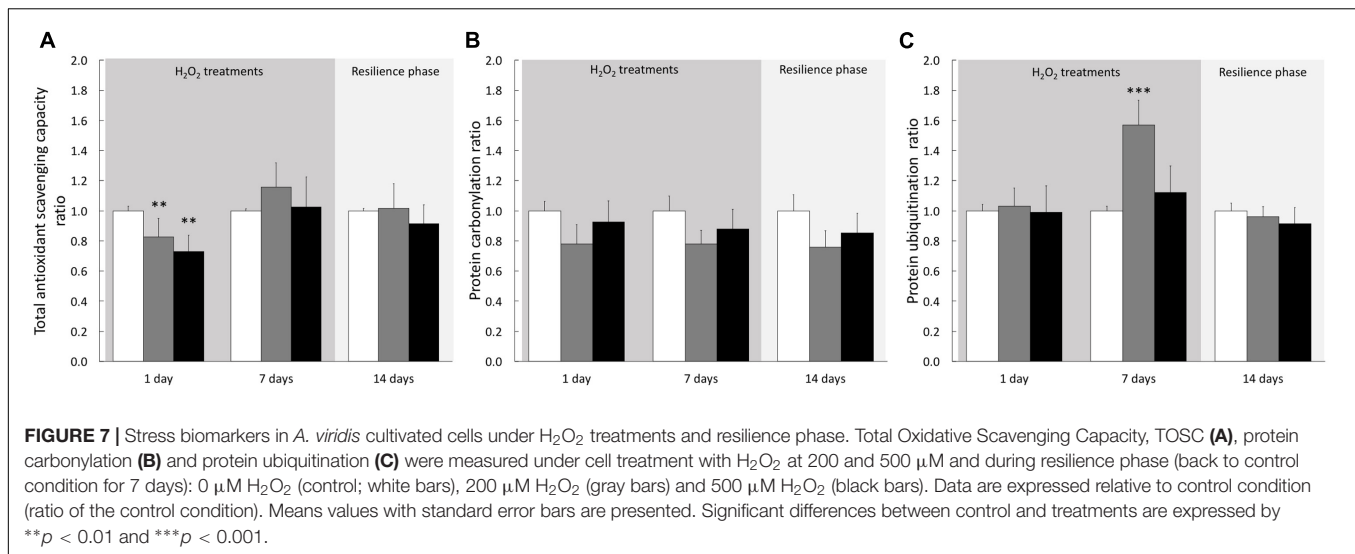 A
Total antioxidant scavenging capacity
ratio
2.0
1.8
1.6
1.4
1.2
1.0
0.8
0.6
0.4
0.2
0.0
H₂O₂ treatments
Resilience phase
**
**
1 day
7 days
14 days
B
Protein carbonylation ratio
2.0
1.8
1.6
1.4
1.2
1.0
0.8
0.6
0.4
0.2
0.0
H₂O₂ treatments
Resilience phase
1 day
7 days
14 days
C
Protein ubiquitination ratio
2.0
1.8
1.6
1.4
1.2
1.0
0.8
0.6
0.4
0.2
0.0
H₂O₂ treatments
Resilience phase
***
1 day
7 days
14 days
FIGURE 7 | Stress biomarkers in A. viridis cultivated cells under H₂O₂ treatments and resilience phase. Total Oxidative Scavenging Capacity, TOSC (A), protein
carbonylation (B) and protein ubiquitination (C) were measured under cell treatment with H₂O₂ at 200 and 500 μM and during resilience phase (back to control
condition for 7 days): 0 μM H₂O₂ (control; white bars), 200 μM H₂O₂ (gray bars) and 500 μM H₂O₂ (black bars). Data are expressed relative to control condition
(ratio of the control condition). Means values with standard error bars are presented. Significant differences between control and treatments are expressed by
**p < 0.01 and ***p < 0.001.